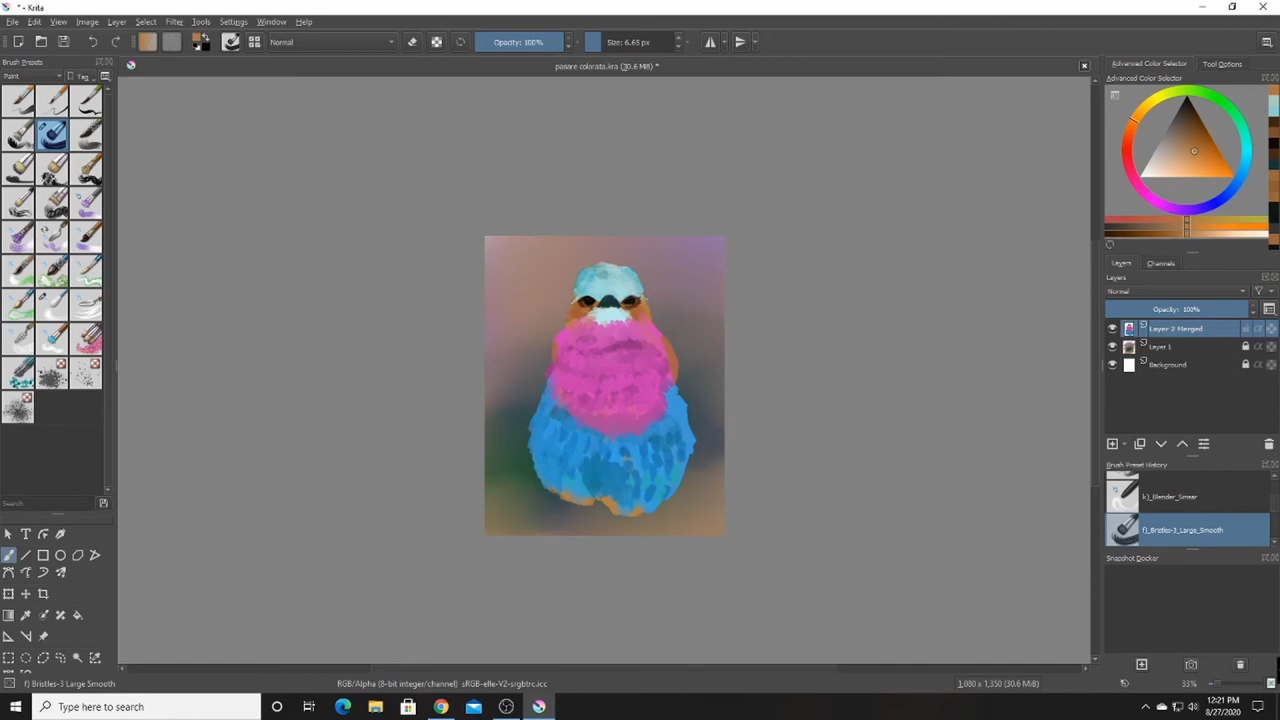 * - Krita
File Edit View Image Layer Select Filter Tools Settings Window Help
Normal Opacity: 100% Size: 6.65 px
Brush Presets
pasare colorata.kra (30.6 MiB) *
Paint Tag
Advanced Color Selector Tool Options
Advanced Color Selector
Layers Channels
Layers
Normal
Opacity: 100%
Layer 2 Merged
Layer 1
Background
Brush Preset History
k)_Blender_Smear
f)_Bristles-3_Large_Smooth
Search
Snapshot Docker
f) Bristles-3 Large Smooth RGB/Alpha (8-bit integer/channel) sRGB-elle-V2-srgbtrc.icc 1,080 x 1,350 (30.6 MiB) 33%
Type here to search
12:21 PM
8/27/2020